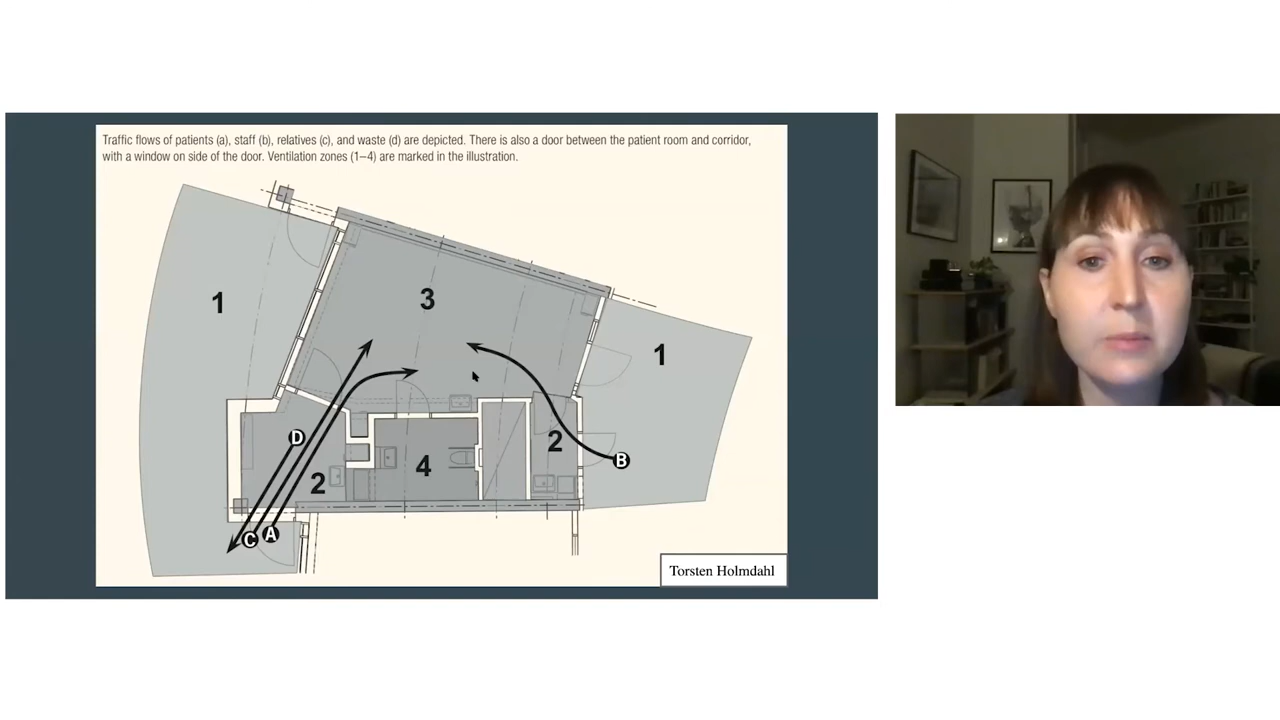 Traffic flows of patients (a), staff (b), relatives (c), and waste (d) are depicted. There is also a door between the patient room and corridor,
with a window on side of the door. Ventilation zones (1–4) are marked in the illustration.
1
3
1
D
2
4
2
B
C
A
Torsten Holmdahl